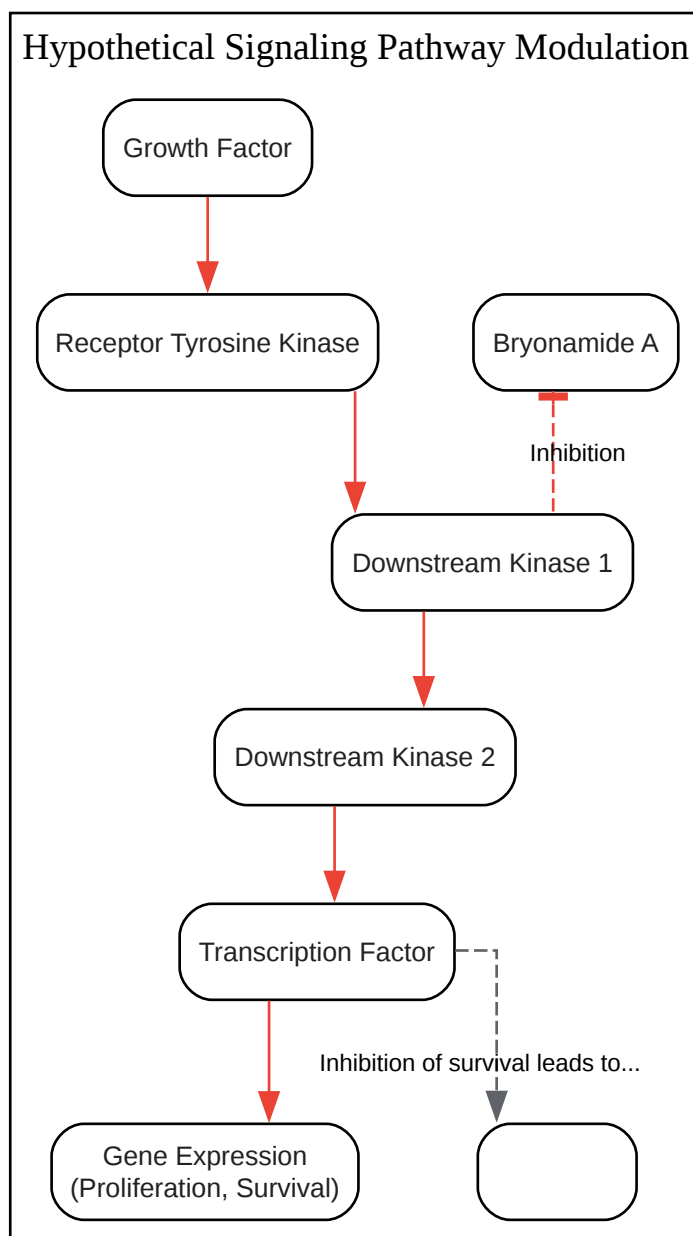 Hypothetical Signaling Pathway Modulation
Growth Factor
Receptor Tyrosine Kinase
Bryonamide A
Inhibition
Downstream Kinase 1
Downstream Kinase 2
Transcription Factor
Inhibition of survival leads to...
Gene Expression
(Proliferation, Survival)